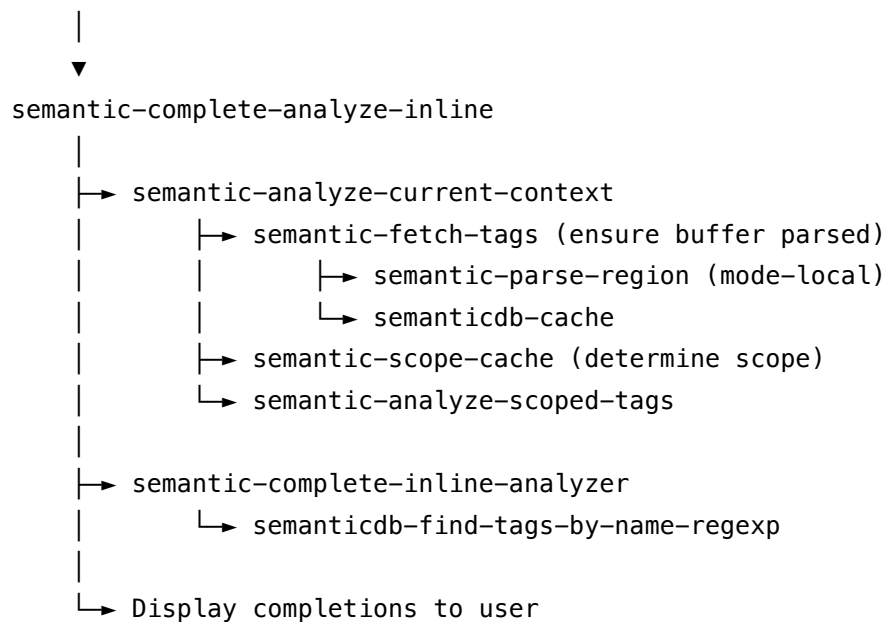 semantic-complete-analyze-inline
semantic-analyze-current-context
semantic-fetch-tags (ensure buffer parsed)
semantic-parse-region (mode-local)
semanticdb-cache
semantic-scope-cache (determine scope)
semantic-analyze-scoped-tags
semantic-complete-inline-analyzer
semanticdb-find-tags-by-name-regexp
Display completions to user